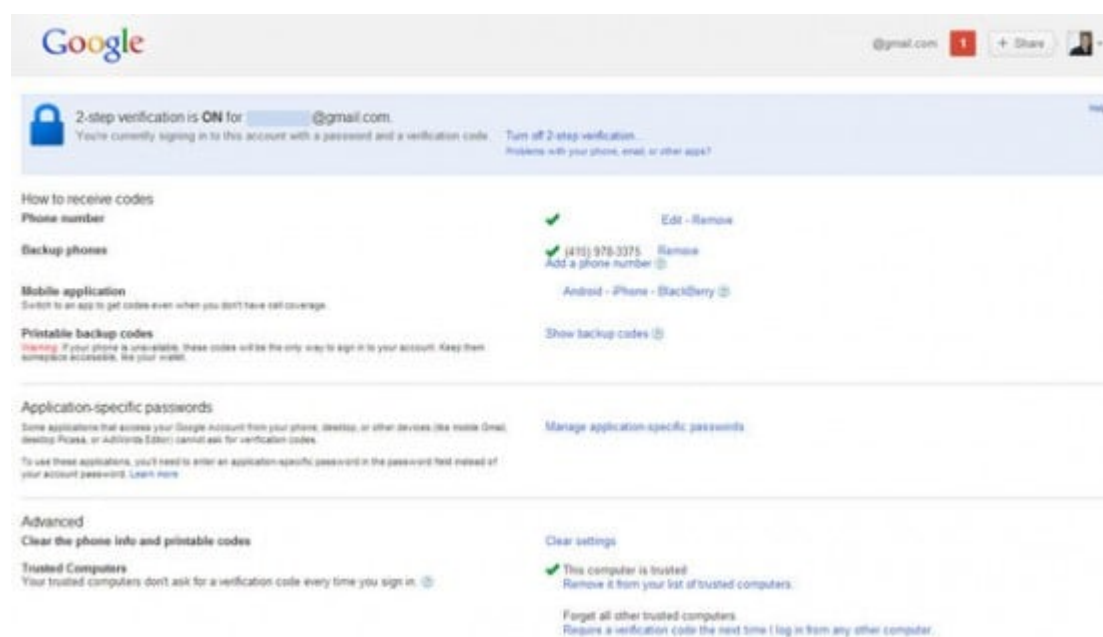 Google
@gmail.com 1 + Share
2-step verification is ON for @gmail.com.
You're currently signing in to this account with a password and a verification code. Turn off 2-step verification...
Problems with your phone, email, or other apps?
How to receive codes
Phone number Edit - Remove
Backup phones (415) 978-3375 Remove
Add a phone number
Mobile application Android - iPhone - BlackBerry
Switch to an app to get codes even when you don't have cell coverage.
Printable backup codes Show backup codes
Warning: If your phone is unavailable, these codes will be the only way to sign in to your account. Keep them
someplace accessible, like your wallet.
Application-specific passwords
Some applications that access your Google Account from your phone, desktop, or other devices (like mobile Gmail, Manage application-specific passwords
desktop Picasa, or AdWords Editor) cannot ask for verification codes.
To use these applications, you'll need to enter an application-specific password in the password field instead of
your account password. Learn more
Advanced
Clear the phone info and printable codes Clear settings
Trusted Computers This computer is trusted
Your trusted computers don't ask for a verification code every time you sign in. Remove it from your list of trusted computers.
Forget all other trusted computers
Require a verification code the next time I log in from any other computer.